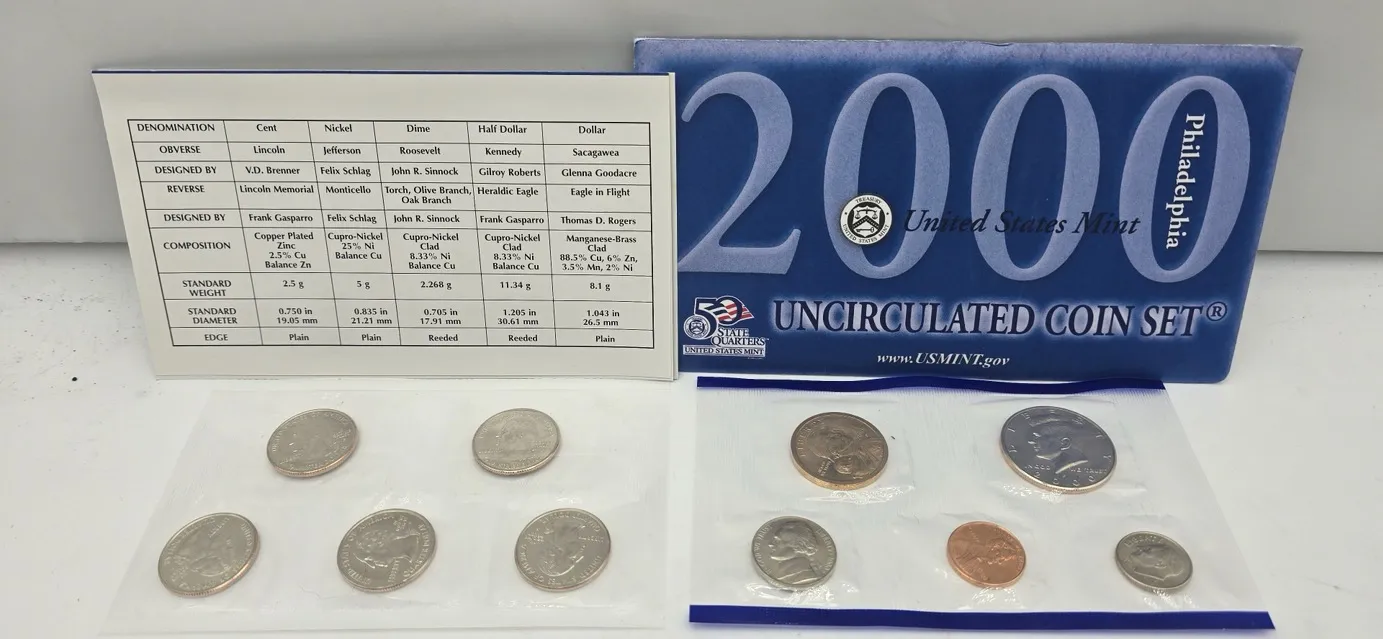 DENOMINATION Cent Nickel Dime Half Dollar Dollar
OBVERSE Lincoln Jefferson Roosevelt Kennedy Sacagawea
DESIGNED BY V.D. Brenner Felix Schlag John R. Sinnock Gilroy Roberts Glenna Goodacre
REVERSE Lincoln Memorial Monticello Torch, Olive Branch, Oak Branch Heraldic Eagle Eagle in Flight
DESIGNED BY Frank Gasparro Felix Schlag John R. Sinnock Frank Gasparro Thomas D. Rogers
COMPOSITION Copper Plated Zinc 2.5% Cu Balance Zn Cupro-Nickel 25% Ni Balance Cu Cupro-Nickel Clad 8.33% Ni Balance Cu Cupro-Nickel Clad 8.33% Ni Balance Cu Manganese-Brass Clad 88.5% Cu, 6% Zn, 3.5% Mn, 2% Ni
STANDARD WEIGHT 2.5 g 5 g 2.268 g 11.34 g 8.1 g
STANDARD DIAMETER 0.750 in 19.05 mm 0.835 in 21.21 mm 0.705 in 17.91 mm 1.205 in 30.61 mm 1.043 in 26.5 mm
EDGE Plain Plain Reeded Reeded Plain
2000
Philadelphia
United States Mint
50 STATE QUARTERS
UNITED STATES MINT
UNCIRCULATED COIN SET®
www.USMINT.gov
LIBERTY
IN GOD WE TRUST
2000